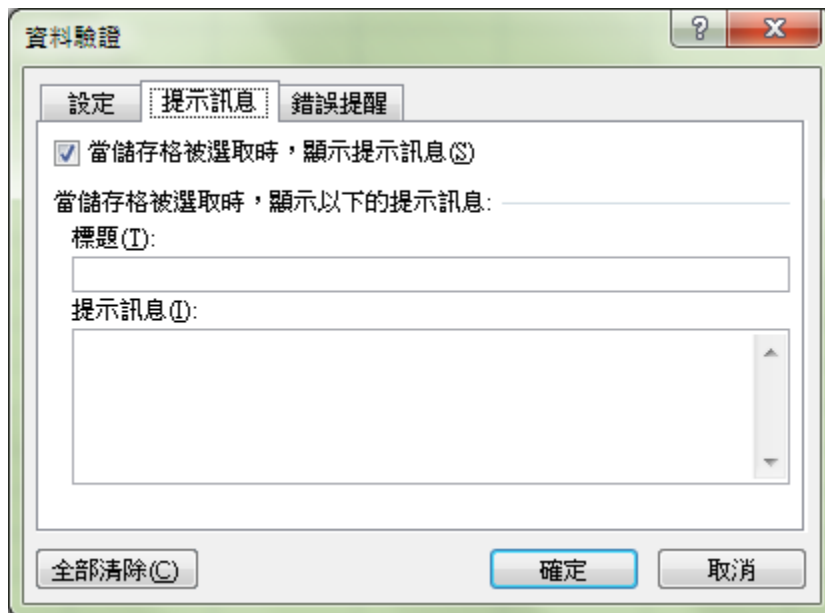 資料驗證
設定 提示訊息 錯誤提醒
當儲存格被選取時，顯示提示訊息(S)
當儲存格被選取時，顯示以下的提示訊息:
標題(T):
提示訊息(I):
全部清除(C) 確定 取消